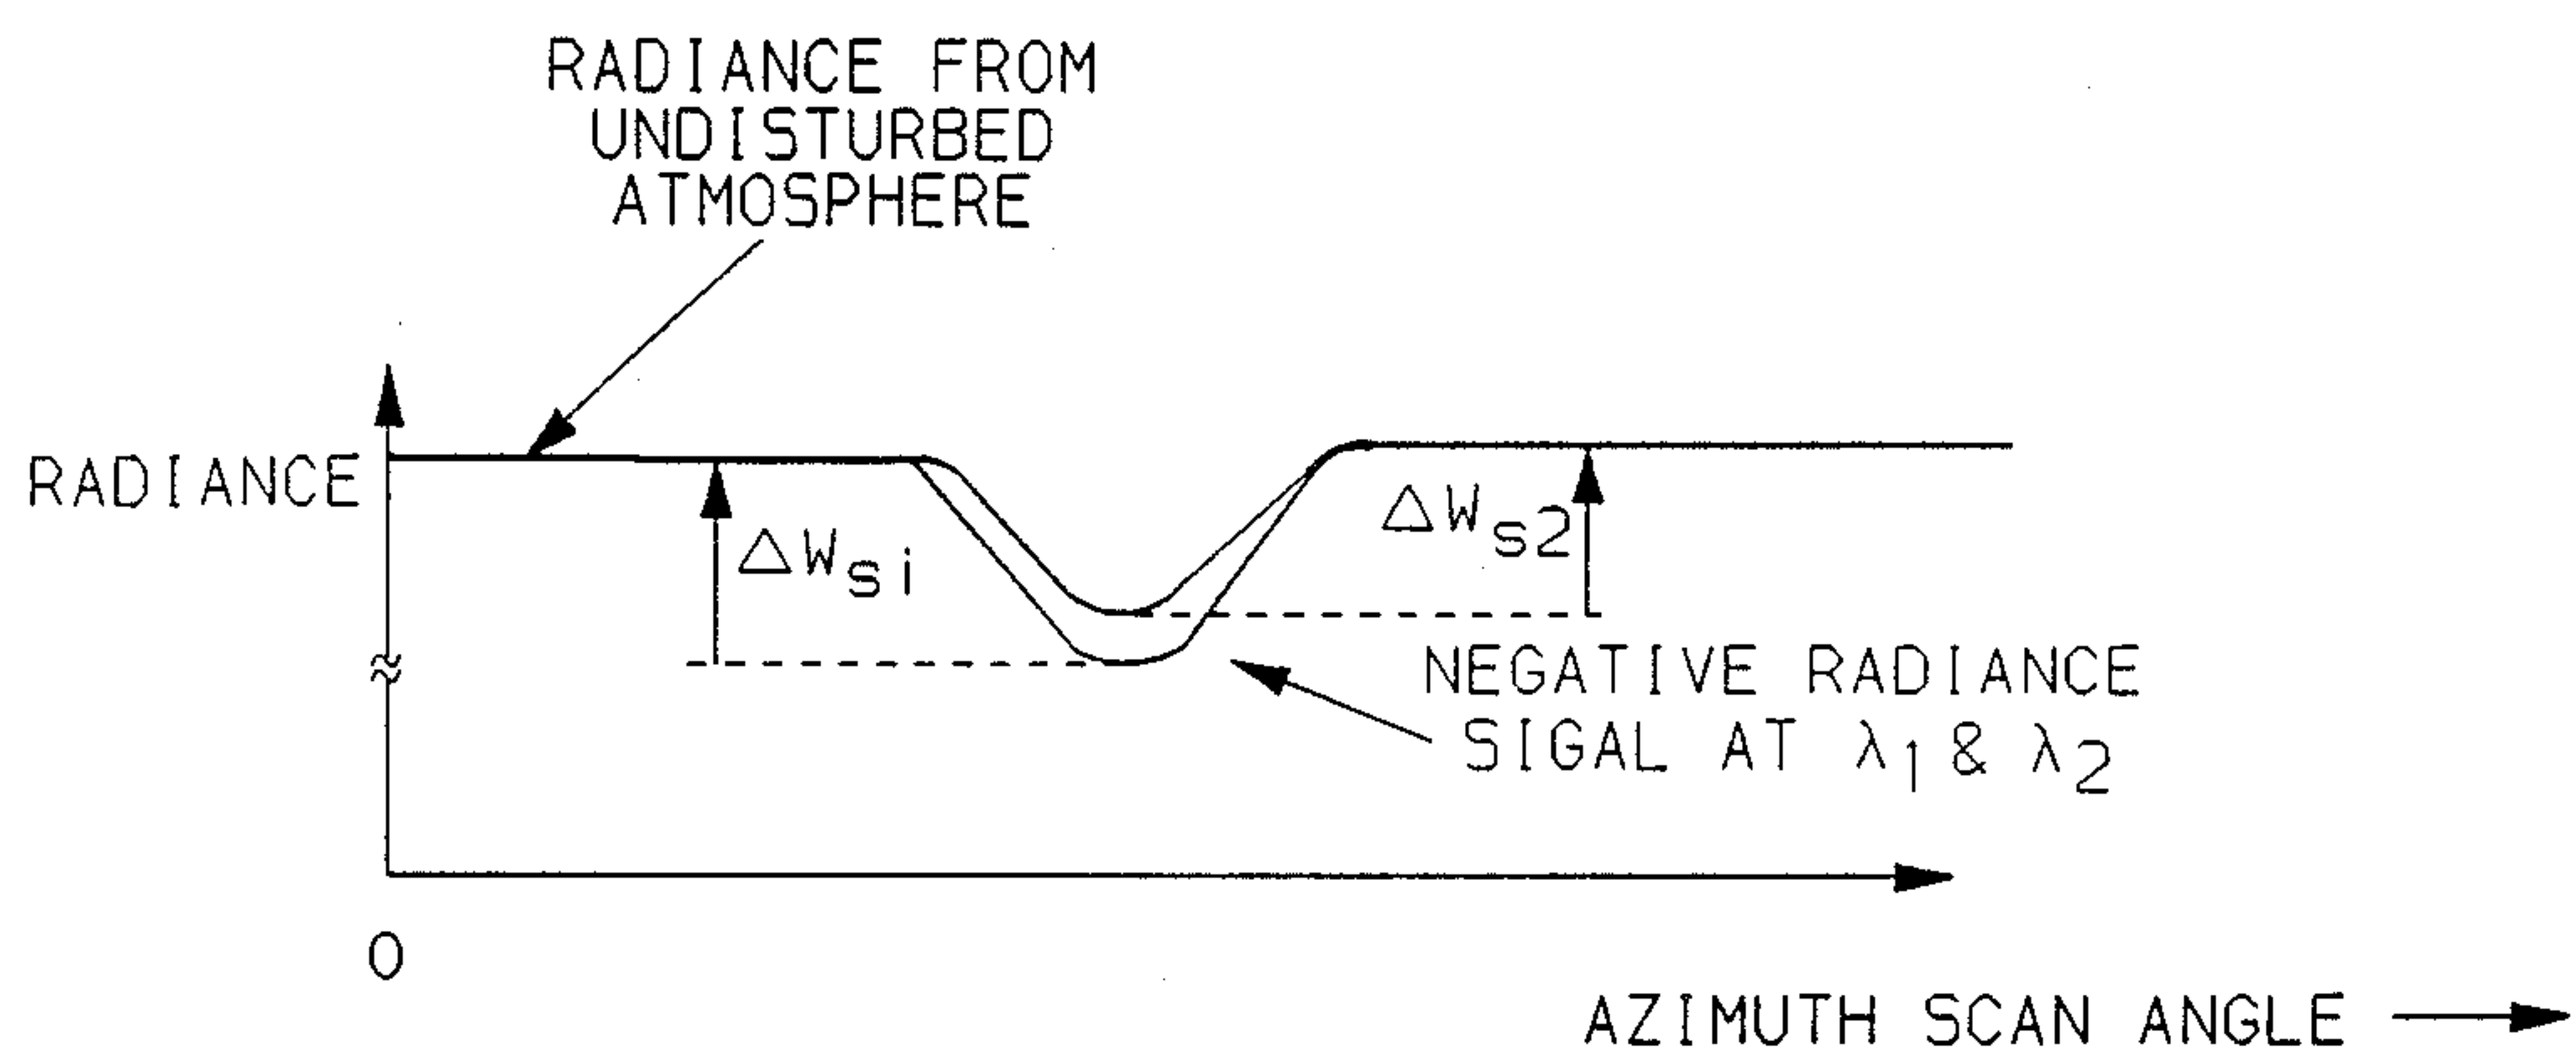 RADIANCE FROM
UNDISTURBED
ATMOSPHERE
RADIANCE
ΔWsi
ΔWs2
NEGATIVE RADIANCE
SIGAL AT λ1 & λ2
0
AZIMUTH SCAN ANGLE